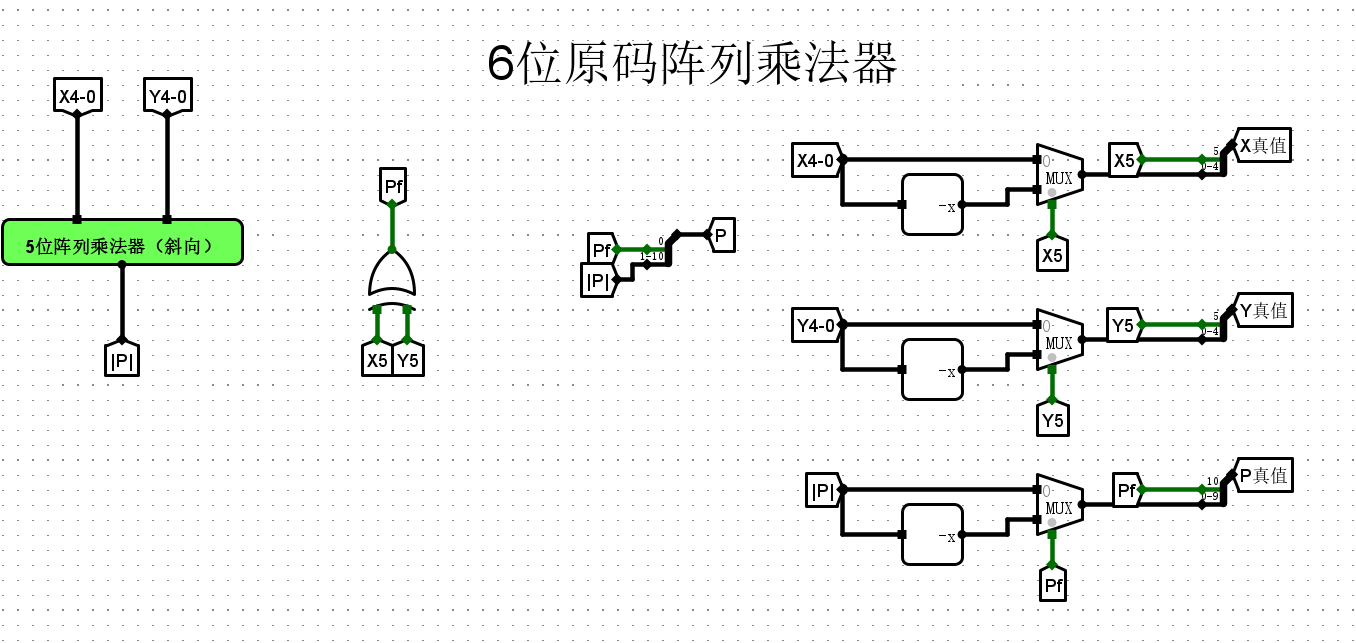 6位原码阵列乘法器
X4-0
Y4-0
5位阵列乘法器（斜向）
|P|
Pf
X5
Y5
Pf
|P|
0
1-10
P
X4-0
-x
0
MUX
X5
X5
5
0-4
X真值
Y4-0
-x
0
MUX
Y5
Y5
5
0-4
Y真值
|P|
-x
0
MUX
Pf
Pf
10
0-9
P真值